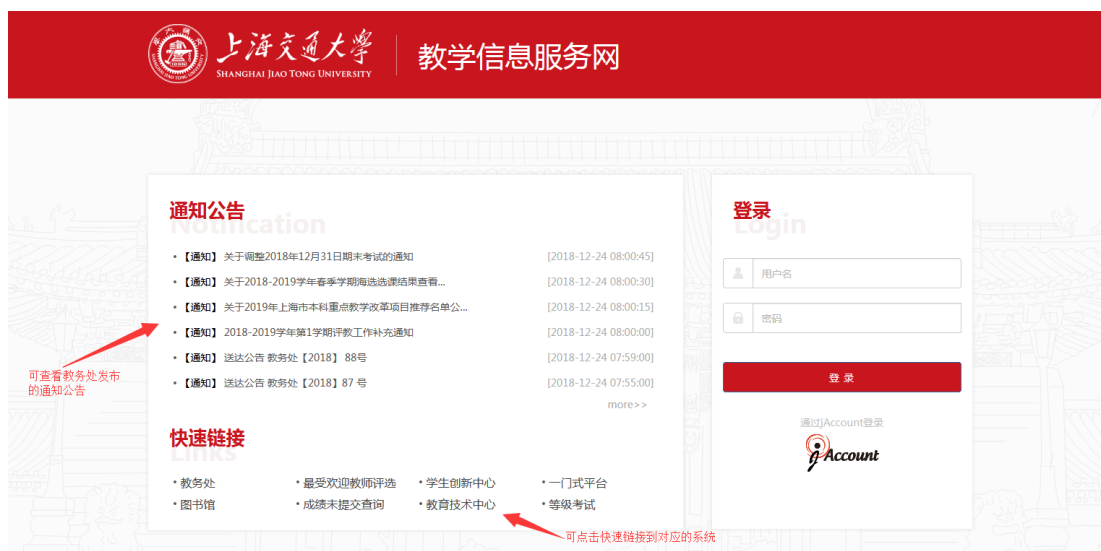 上海交通大学
SHANGHAI JIAO TONG UNIVERSITY
教学信息服务网
通知公告
Notification
• 【通知】 关于调整2018年12月31日期末考试的通知 [2018-12-24 08:00:45]
• 【通知】 关于2018-2019学年春季学期海选选课结果查看... [2018-12-24 08:00:30]
• 【通知】 关于2019年上海市本科重点教学改革项目推荐名单公... [2018-12-24 08:00:15]
• 【通知】 2018-2019学年第1学期评教工作补充通知 [2018-12-24 08:00:00]
• 【通知】 送达公告 教务处【2018】 88号 [2018-12-24 07:59:00]
• 【通知】 送达公告 教务处【2018】87 号 [2018-12-24 07:55:00]
more>>
可查看教务处发布
的通知公告
快速链接
Links
• 教务处 • 最受欢迎教师评选 • 学生创新中心 • 一门式平台
• 图书馆 • 成绩未提交查询 • 教育技术中心 • 等级考试
可点击快速链接到对应的系统
登录
Login
用户名
密码
登 录
通过jAccount登录
jAccount